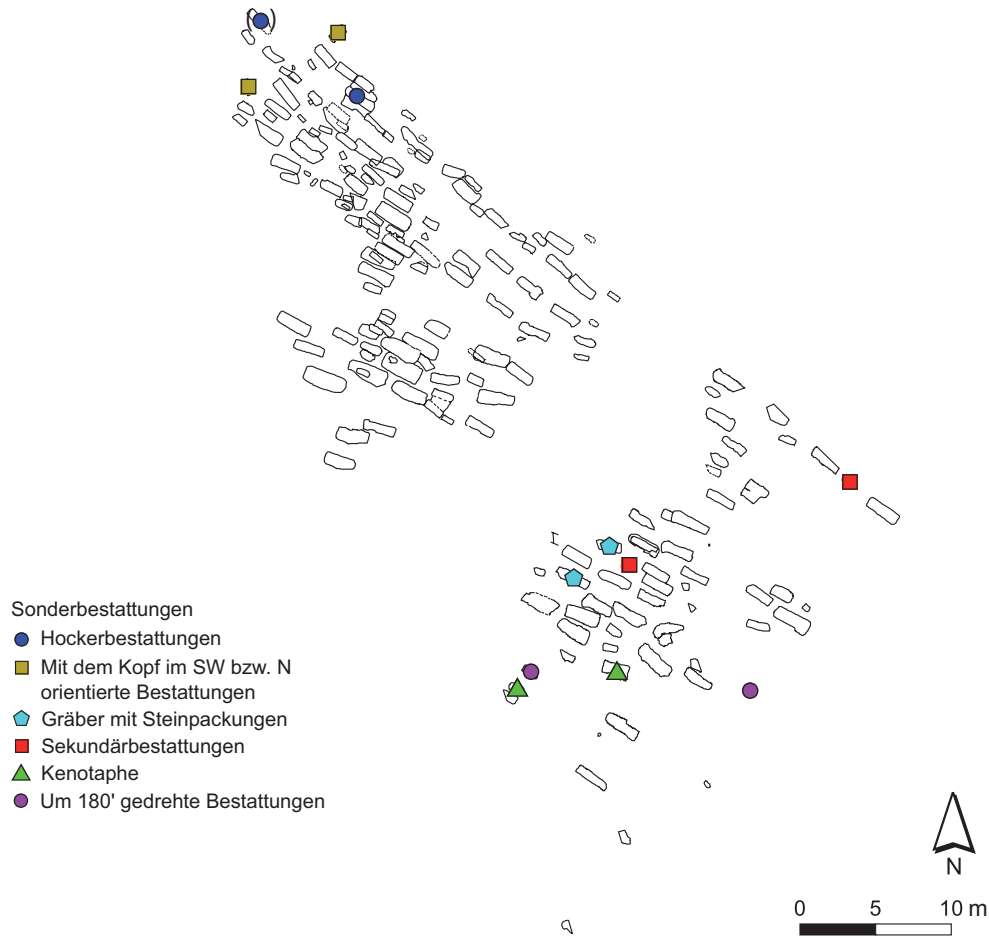 Sonderbestattungen
Hockerbestattungen
Mit dem Kopf im SW bzw. N
orientierte Bestattungen
Gräber mit Steinpackungen
Sekundärbestattungen
Kenotaphe
Um 180' gedrehte Bestattungen
N
0 5 10 m